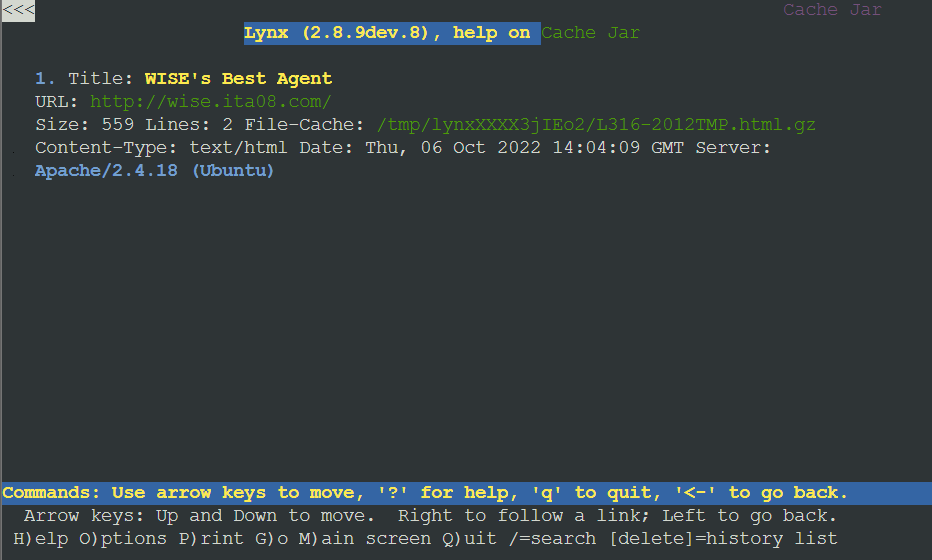 <<< Cache Jar
Lynx (2.8.9dev.8), help on Cache Jar
1. Title: WISE's Best Agent
URL: http://wise.ita08.com/
Size: 559 Lines: 2 File-Cache: /tmp/lynxXXXX3jIEo2/L316-2012TMP.html.gz
Content-Type: text/html Date: Thu, 06 Oct 2022 14:04:09 GMT Server:
Apache/2.4.18 (Ubuntu)
Commands: Use arrow keys to move, '?' for help, 'q' to quit, '<-' to go back.
Arrow keys: Up and Down to move.  Right to follow a link; Left to go back.
H)elp O)ptions P)rint G)o M)ain screen Q)uit /=search [delete]=history list